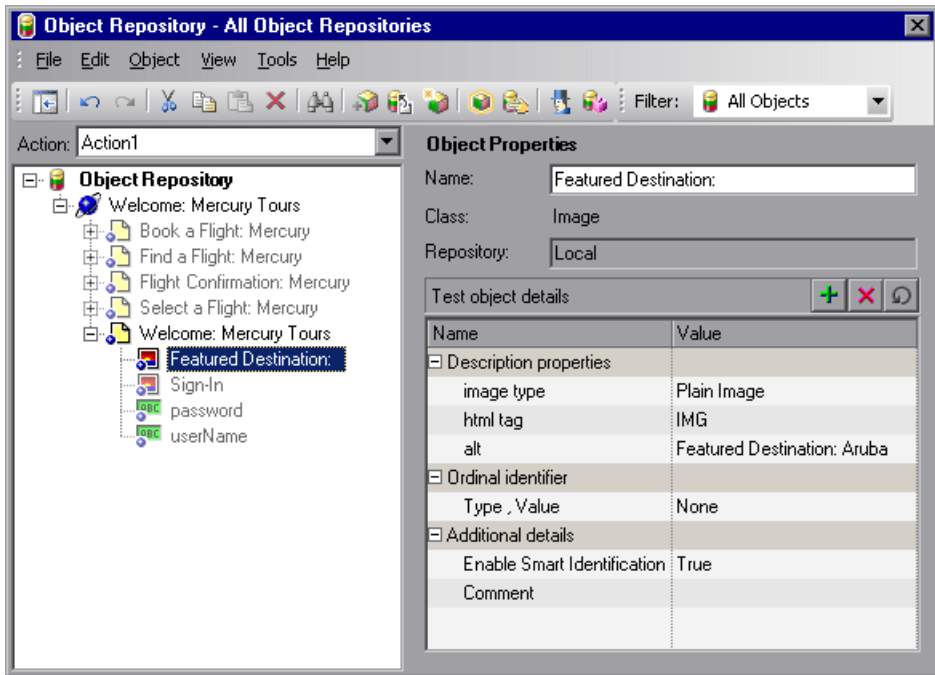 Object Repository - All Object Repositories
File Edit Object View Tools Help
Filter: All Objects
Action: Action1
Object Repository
Welcome: Mercury Tours
Book a Flight: Mercury
Find a Flight: Mercury
Flight Confirmation: Mercury
Select a Flight: Mercury
Welcome: Mercury Tours
Featured Destination:
Sign-In
ABC password
ABC userName
Object Properties
Name: Featured Destination:
Class: Image
Repository: Local
Test object details
Name Value
Description properties
image type Plain Image
html tag IMG
alt Featured Destination: Aruba
Ordinal identifier
Type , Value None
Additional details
Enable Smart Identification True
Comment